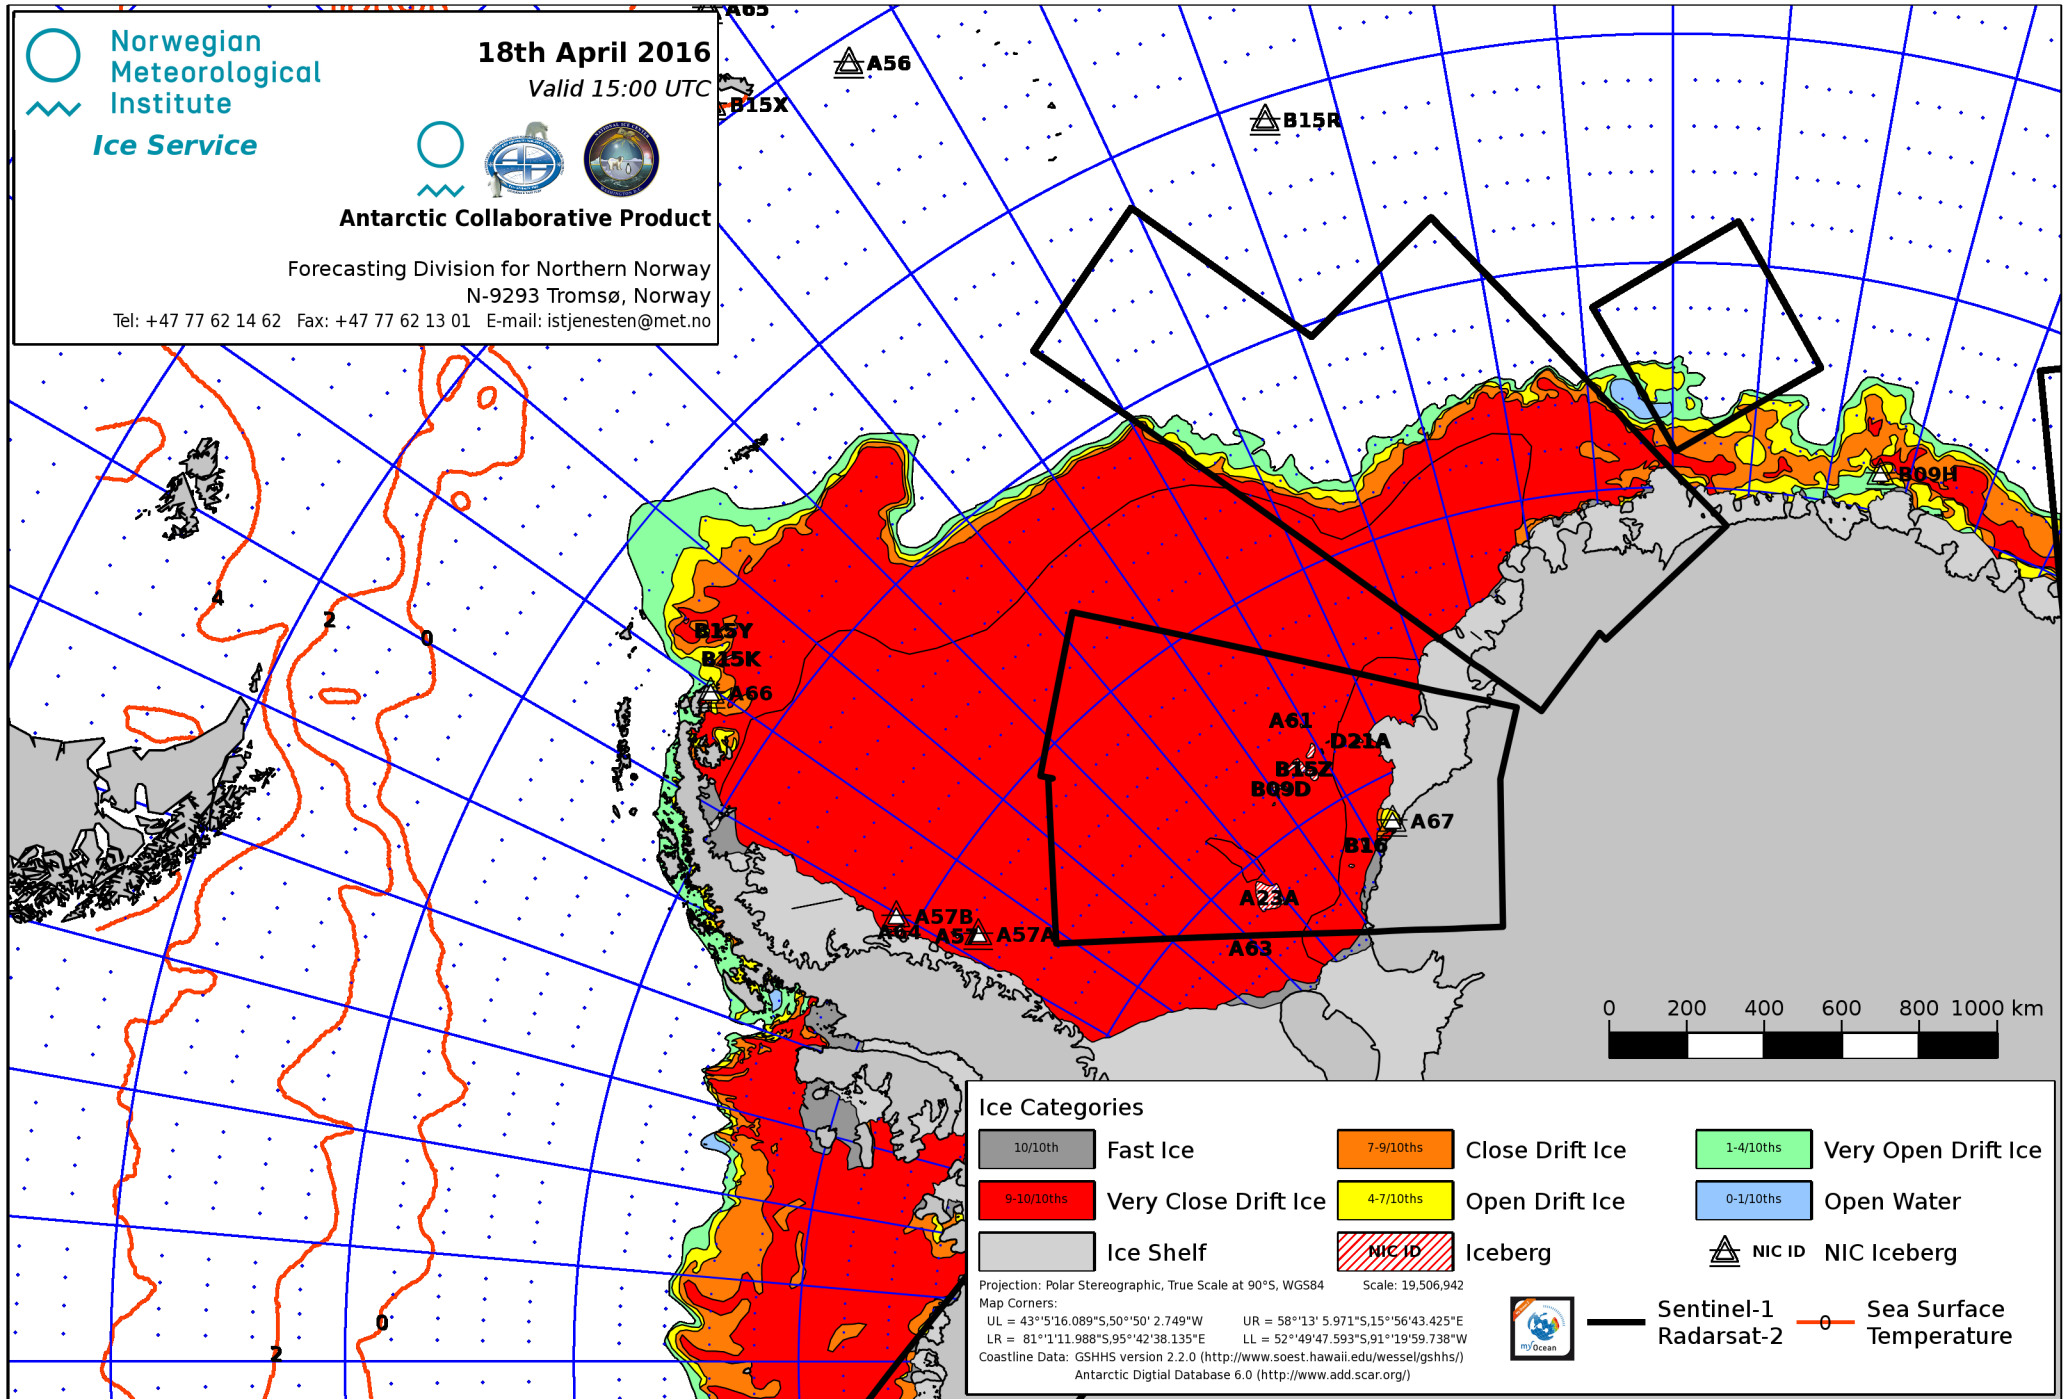 Norwegian
Meteorological
Institute
Ice Service
18th April 2016
Valid 15:00 UTC
Antarctic Collaborative Product
Forecasting Division for Northern Norway
N-9293 Tromsø, Norway
Tel: +47 77 62 14 62 Fax: +47 77 62 13 01 E-mail: istjenesten@met.no
A65
A56
B15X
B15R
B09H
4
2
0
B15Y
B15K
A66
A61
D21A
B15Z
B09D
A67
B16
A23A
A57B
A64
A57A
A63
0 200 400 600 800 1000 km
Ice Categories
10/10th Fast Ice
7-9/10ths Close Drift Ice
1-4/10ths Very Open Drift Ice
9-10/10ths Very Close Drift Ice
4-7/10ths Open Drift Ice
0-1/10ths Open Water
Ice Shelf
NIC ID Iceberg
NIC ID NIC Iceberg
Projection: Polar Stereographic, True Scale at 90°S, WGS84 Scale: 19,506,942
Map Corners:
UL = 43°'5'16.089"S,50°'50' 2.749"W UR = 58°'13' 5.971"S,15°'56'43.425"E
LR = 81°'1'11.988"S,95°'42'38.135"E LL = 52°'49'47.593"S,91°'19'59.738"W
Coastline Data: GSHHS version 2.2.0 (http://www.soest.hawaii.edu/wessel/gshhs/)
Antarctic Digtial Database 6.0 (http://www.add.scar.org/)
myOcean
Sentinel-1
Radarsat-2
0
Sea Surface
Temperature
0
2